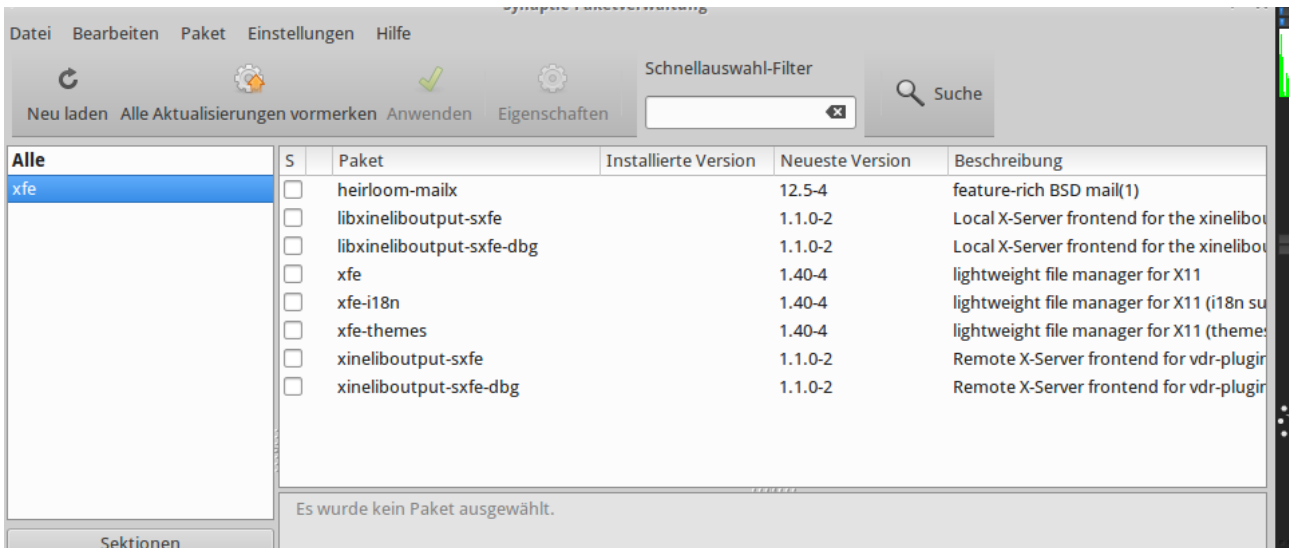 Synaptic Paketverwaltung
Datei Bearbeiten Paket Einstellungen Hilfe
Neu laden Alle Aktualisierungen vormerken Anwenden Eigenschaften
Schnellauswahl-Filter
Suche
Alle
xfe
S Paket Installierte Version Neueste Version Beschreibung
heirloom-mailx 12.5-4 feature-rich BSD mail(1)
libxineliboutput-sxfe 1.1.0-2 Local X-Server frontend for the xinelibou
libxineliboutput-sxfe-dbg 1.1.0-2 Local X-Server frontend for the xinelibou
xfe 1.40-4 lightweight file manager for X11
xfe-i18n 1.40-4 lightweight file manager for X11 (i18n su
xfe-themes 1.40-4 lightweight file manager for X11 (themes
xineliboutput-sxfe 1.1.0-2 Remote X-Server frontend for vdr-plugin
xineliboutput-sxfe-dbg 1.1.0-2 Remote X-Server frontend for vdr-plugin
Es wurde kein Paket ausgewählt.
Sektionen